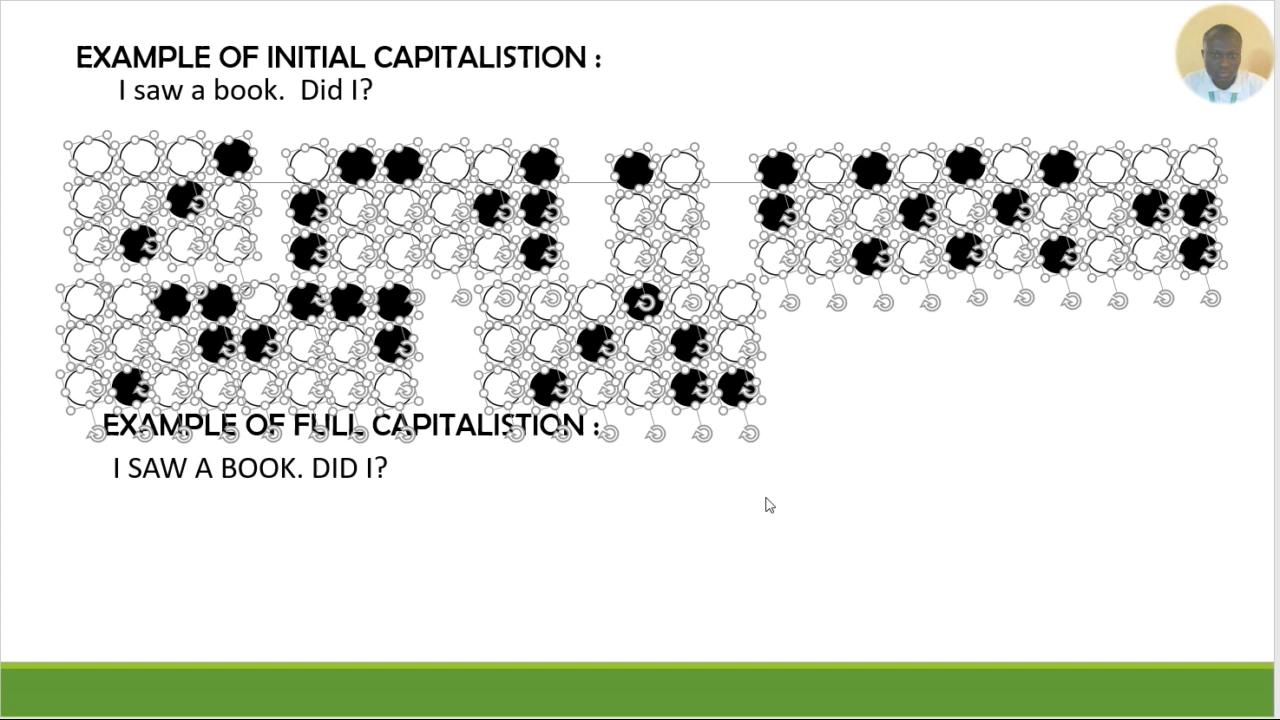 EXAMPLE OF INITIAL CAPITALISTION :
I saw a book. Did I?
⠠⠊ ⠎⠁⠺ ⠁ ⠃⠕⠕⠅⠲
⠠⠙⠊⠙ ⠠⠊⠦
EXAMPLE OF FULL CAPITALISTION :
I SAW A BOOK. DID I?